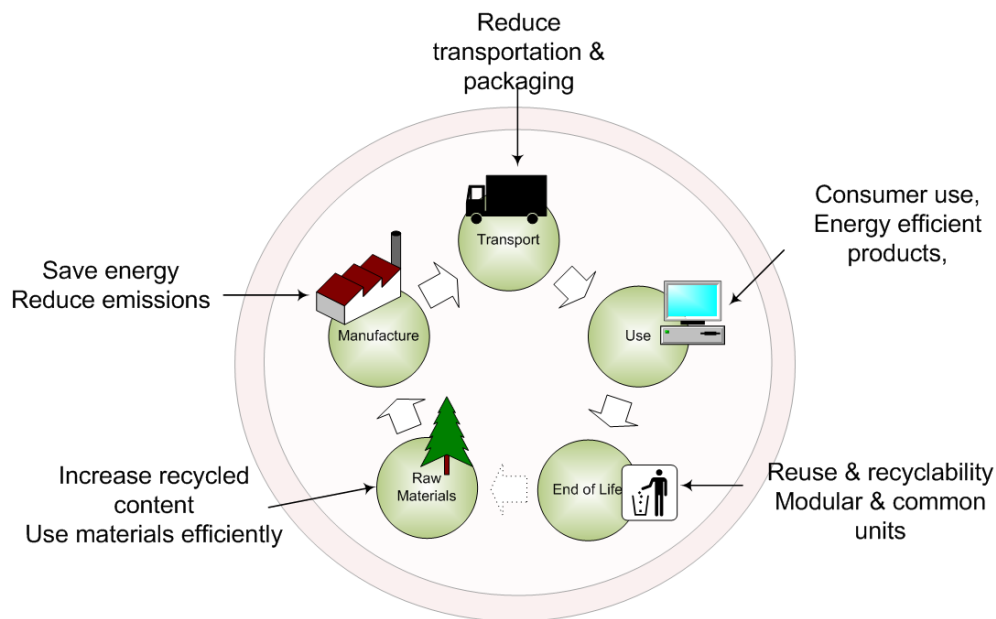 Reduce
transportation &
packaging
Transport
Consumer use,
Energy efficient
products,
Save energy
Reduce emissions
Manufacture
Use
Increase recycled
content
Use materials efficiently
Raw
Materials
End of Life
Reuse & recyclability
Modular & common
units